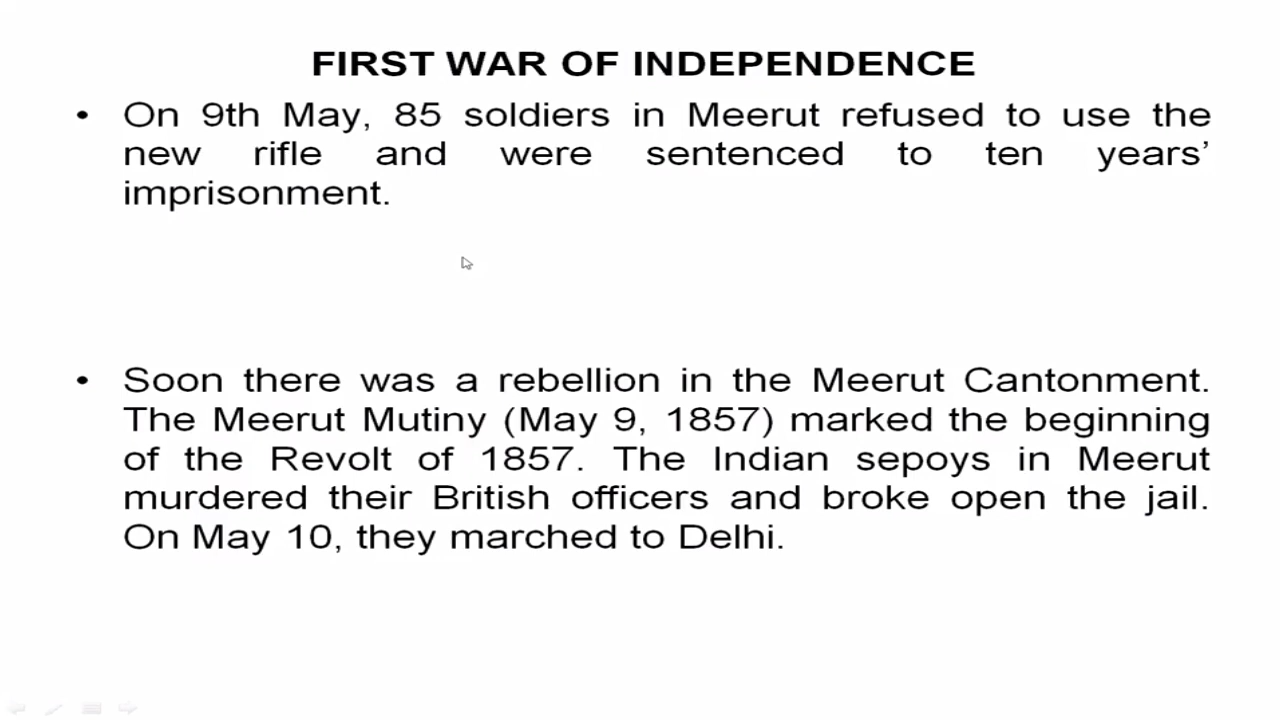 FIRST WAR OF INDEPENDENCE
• On 9th May, 85 soldiers in Meerut refused to use the
new rifle and were sentenced to ten years’
imprisonment.
• Soon there was a rebellion in the Meerut Cantonment.
The Meerut Mutiny (May 9, 1857) marked the beginning
of the Revolt of 1857. The Indian sepoys in Meerut
murdered their British officers and broke open the jail.
On May 10, they marched to Delhi.